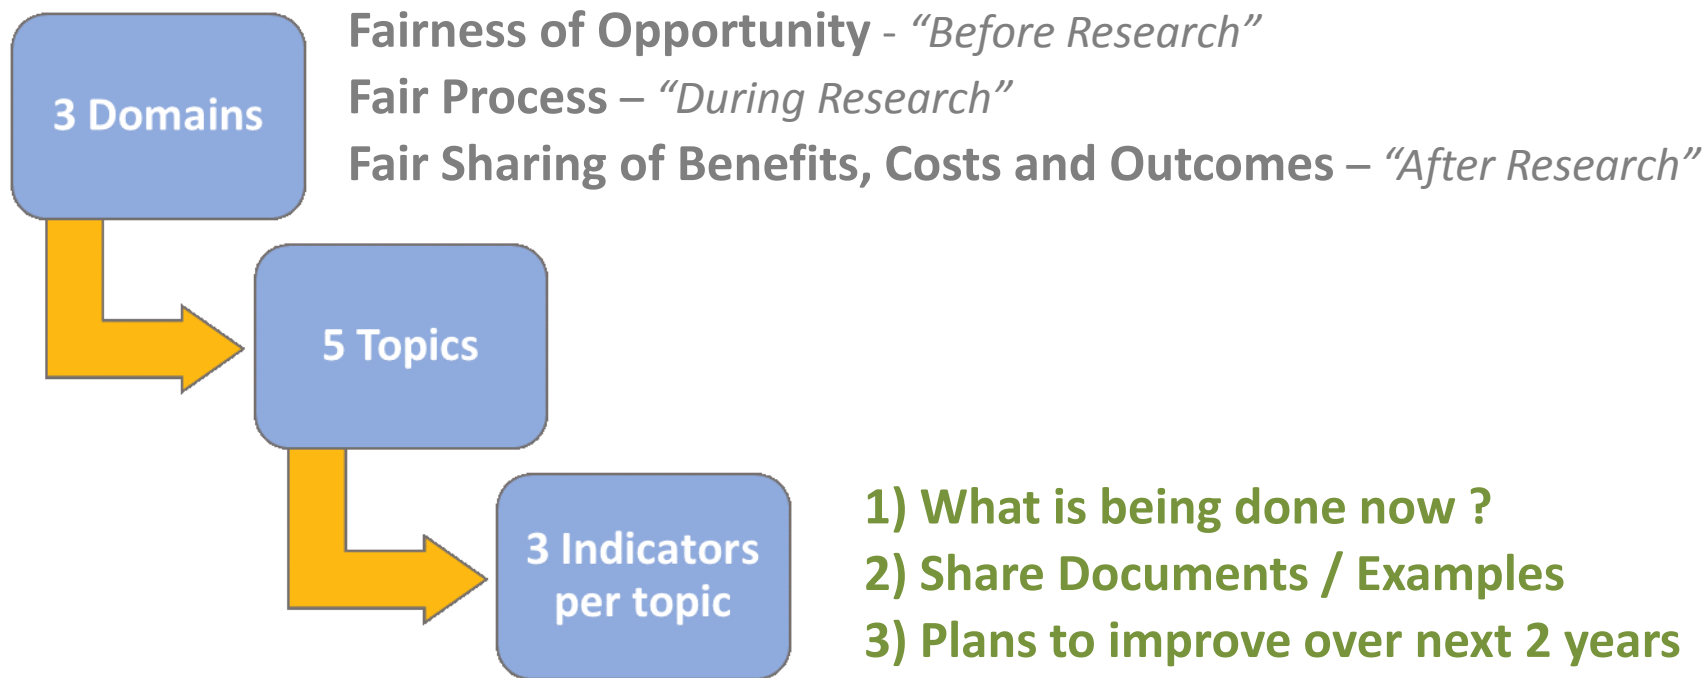 3 Domains
Fairness of Opportunity - “Before Research”
Fair Process – “During Research”
Fair Sharing of Benefits, Costs and Outcomes – “After Research”
5 Topics
3 Indicators
per topic
1) What is being done now ?
2) Share Documents / Examples
3) Plans to improve over next 2 years